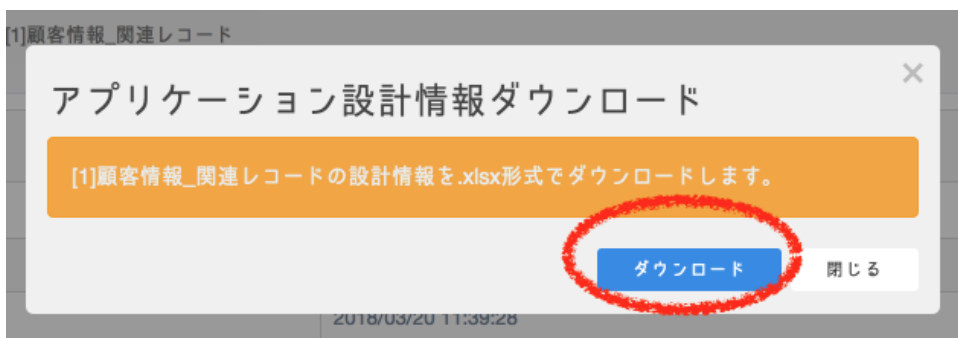 [1]顧客情報_関連レコード
アプリケーション設計情報ダウンロード
×
[1]顧客情報_関連レコードの設計情報を.xlsx形式でダウンロードします。
ダウンロード
閉じる
2018/03/20 11:39:28